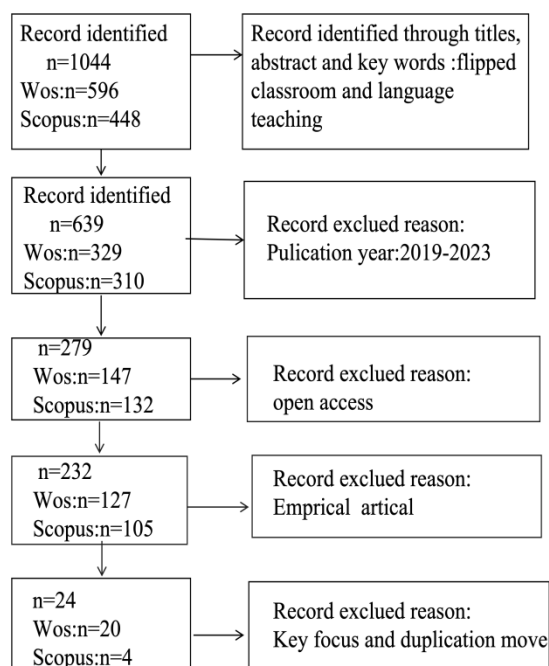 Record identified
n=1044
Wos:n=596
Scopus:n=448
Record identified through titles,
abstract and key words :flipped
classroom and language
teaching
Record identified
n=639
Wos:n=329
Scopus:n=310
Record exclued reason:
Pulication year:2019-2023
n=279
Wos:n=147
Scopus:n=132
Record exclued reason:
open access
n=232
Wos:n=127
Scopus:n=105
Record exclued reason:
Emprical artical
n=24
Wos:n=20
Scopus:n=4
Record exclued reason:
Key focus and duplication move